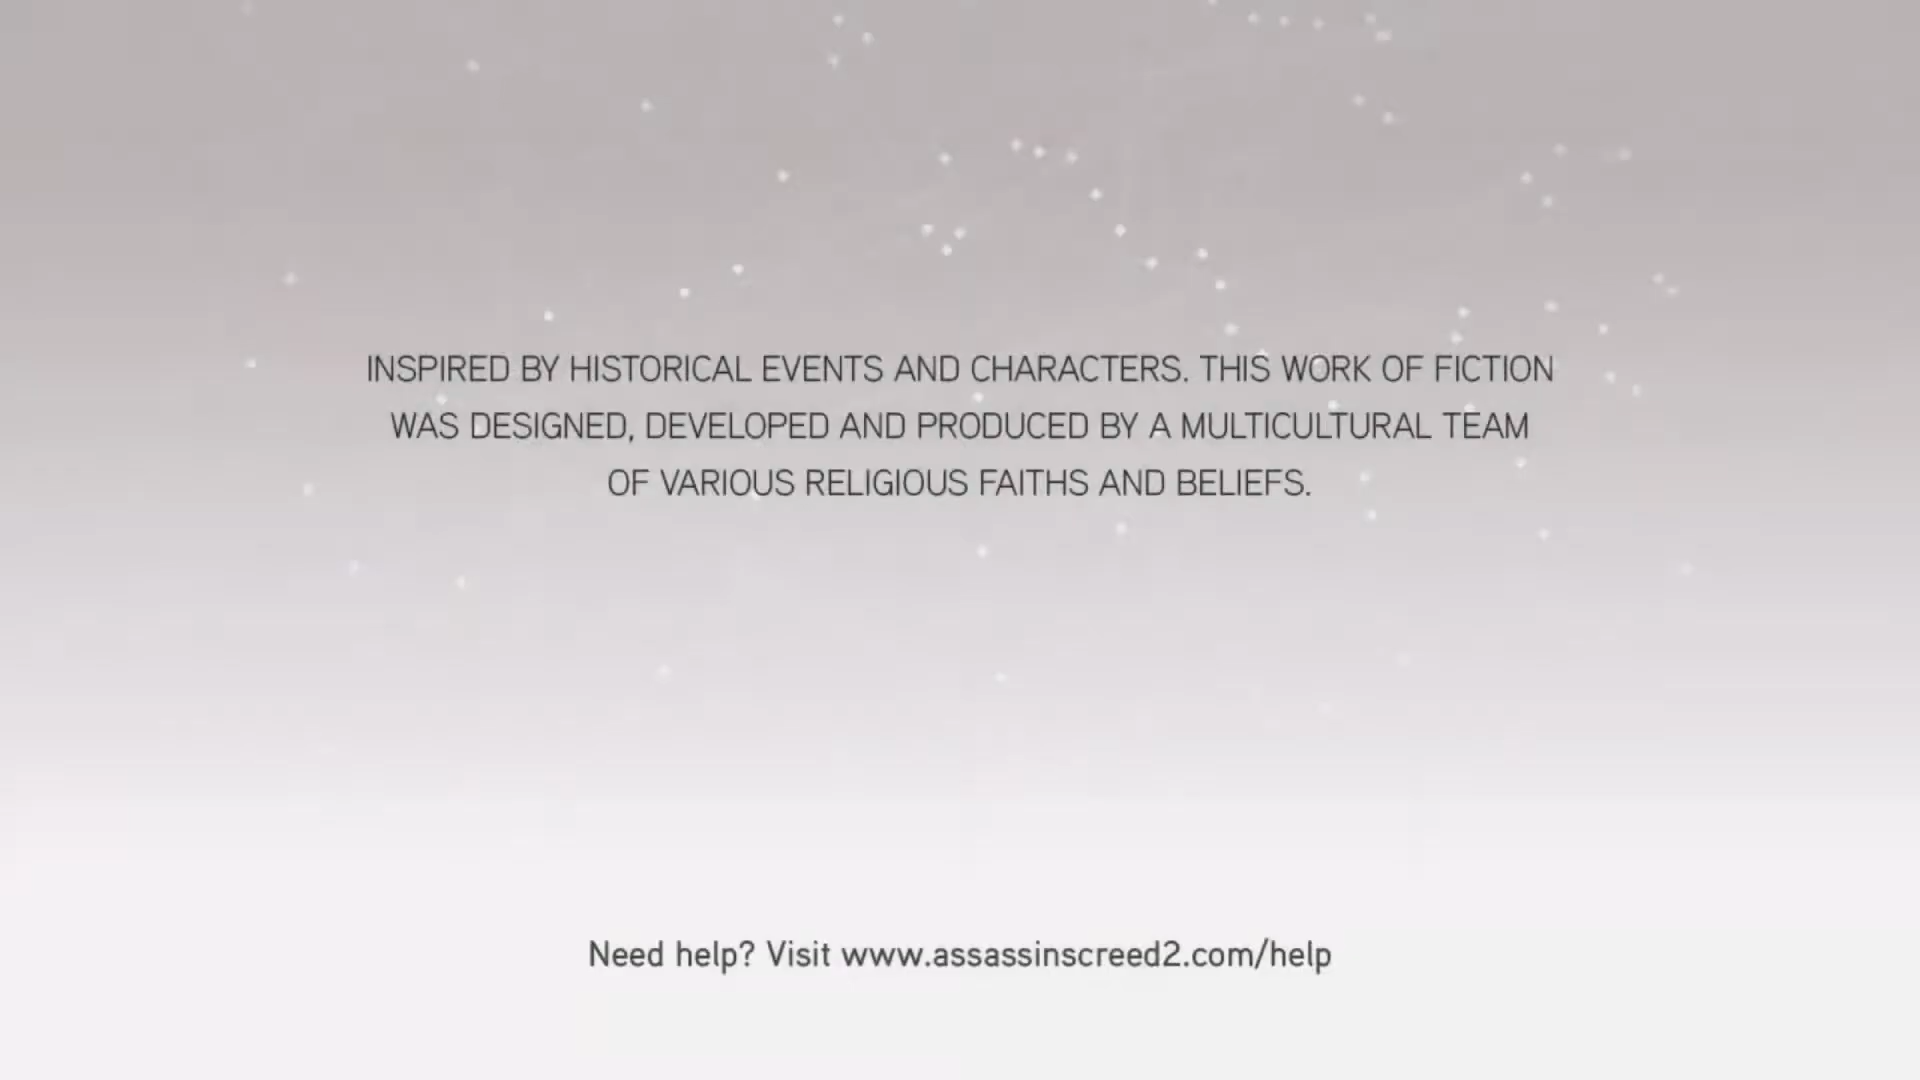 INSPIRED BY HISTORICAL EVENTS AND CHARACTERS. THIS WORK OF FICTION
WAS DESIGNED, DEVELOPED AND PRODUCED BY A MULTICULTURAL TEAM
OF VARIOUS RELIGIOUS FAITHS AND BELIEFS.
Need help? Visit www.assassinscreed2.com/help